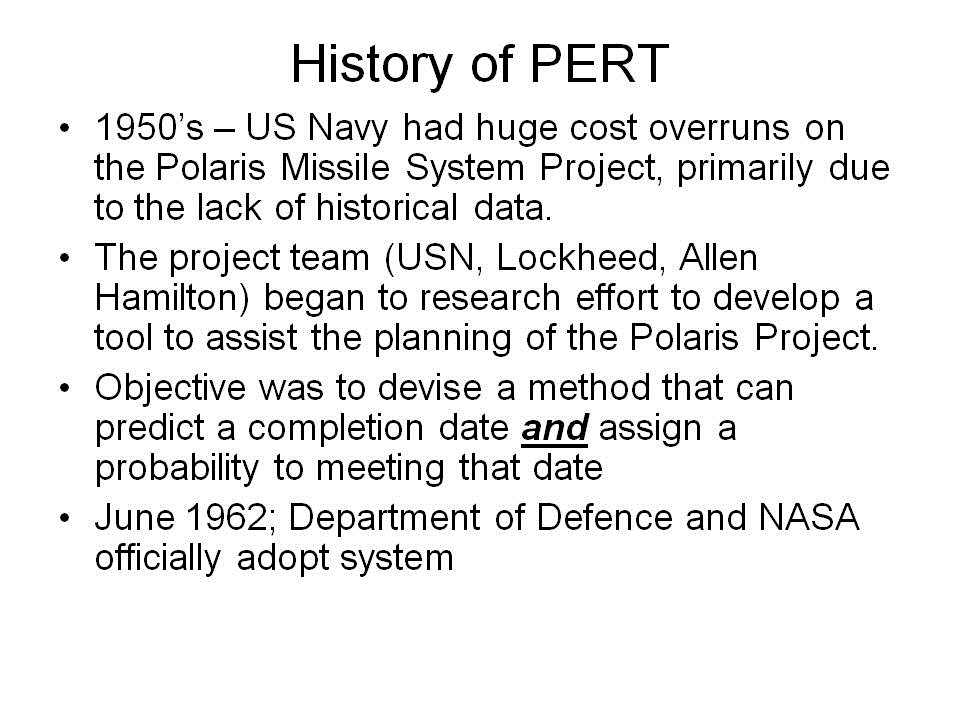 History of PERT
• 1950’s – US Navy had huge cost overruns on
the Polaris Missile System Project, primarily due
to the lack of historical data.
• The project team (USN, Lockheed, Allen
Hamilton) began to research effort to develop a
tool to assist the planning of the Polaris Project.
• Objective was to devise a method that can
predict a completion date and assign a
probability to meeting that date
• June 1962; Department of Defence and NASA
officially adopt system